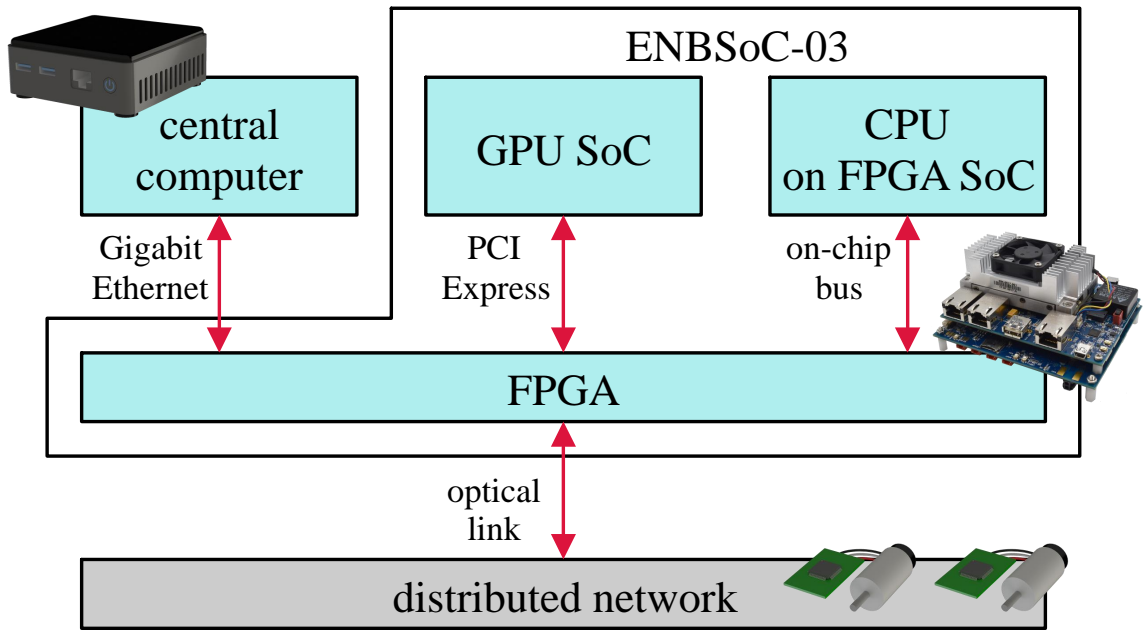 ENBSoC-03
central
computer
GPU SoC
CPU
on FPGA SoC
Gigabit
Ethernet
PCI
Express
on-chip
bus
FPGA
optical
link
distributed network